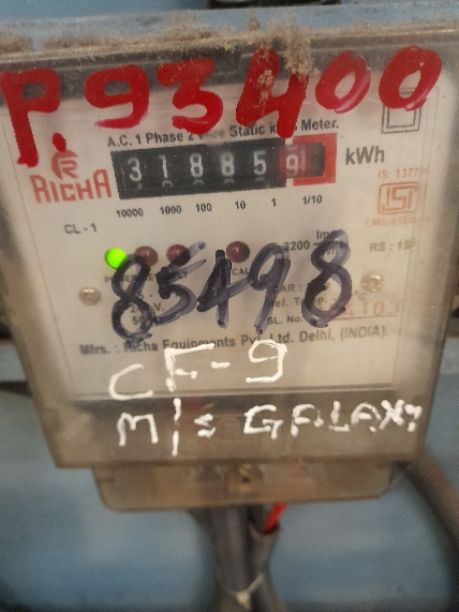 P.93400
A.C. 1 Phase 2 Wire Static kWh Meter.
RICHA
318859 kWh
10000 1000 100 10 1 1/10
CL-1
3200
85498
Mfrs. : Richa Equipments Pvt. Ltd. Delhi, (INDIA).
CF-9
M/s GALAXY